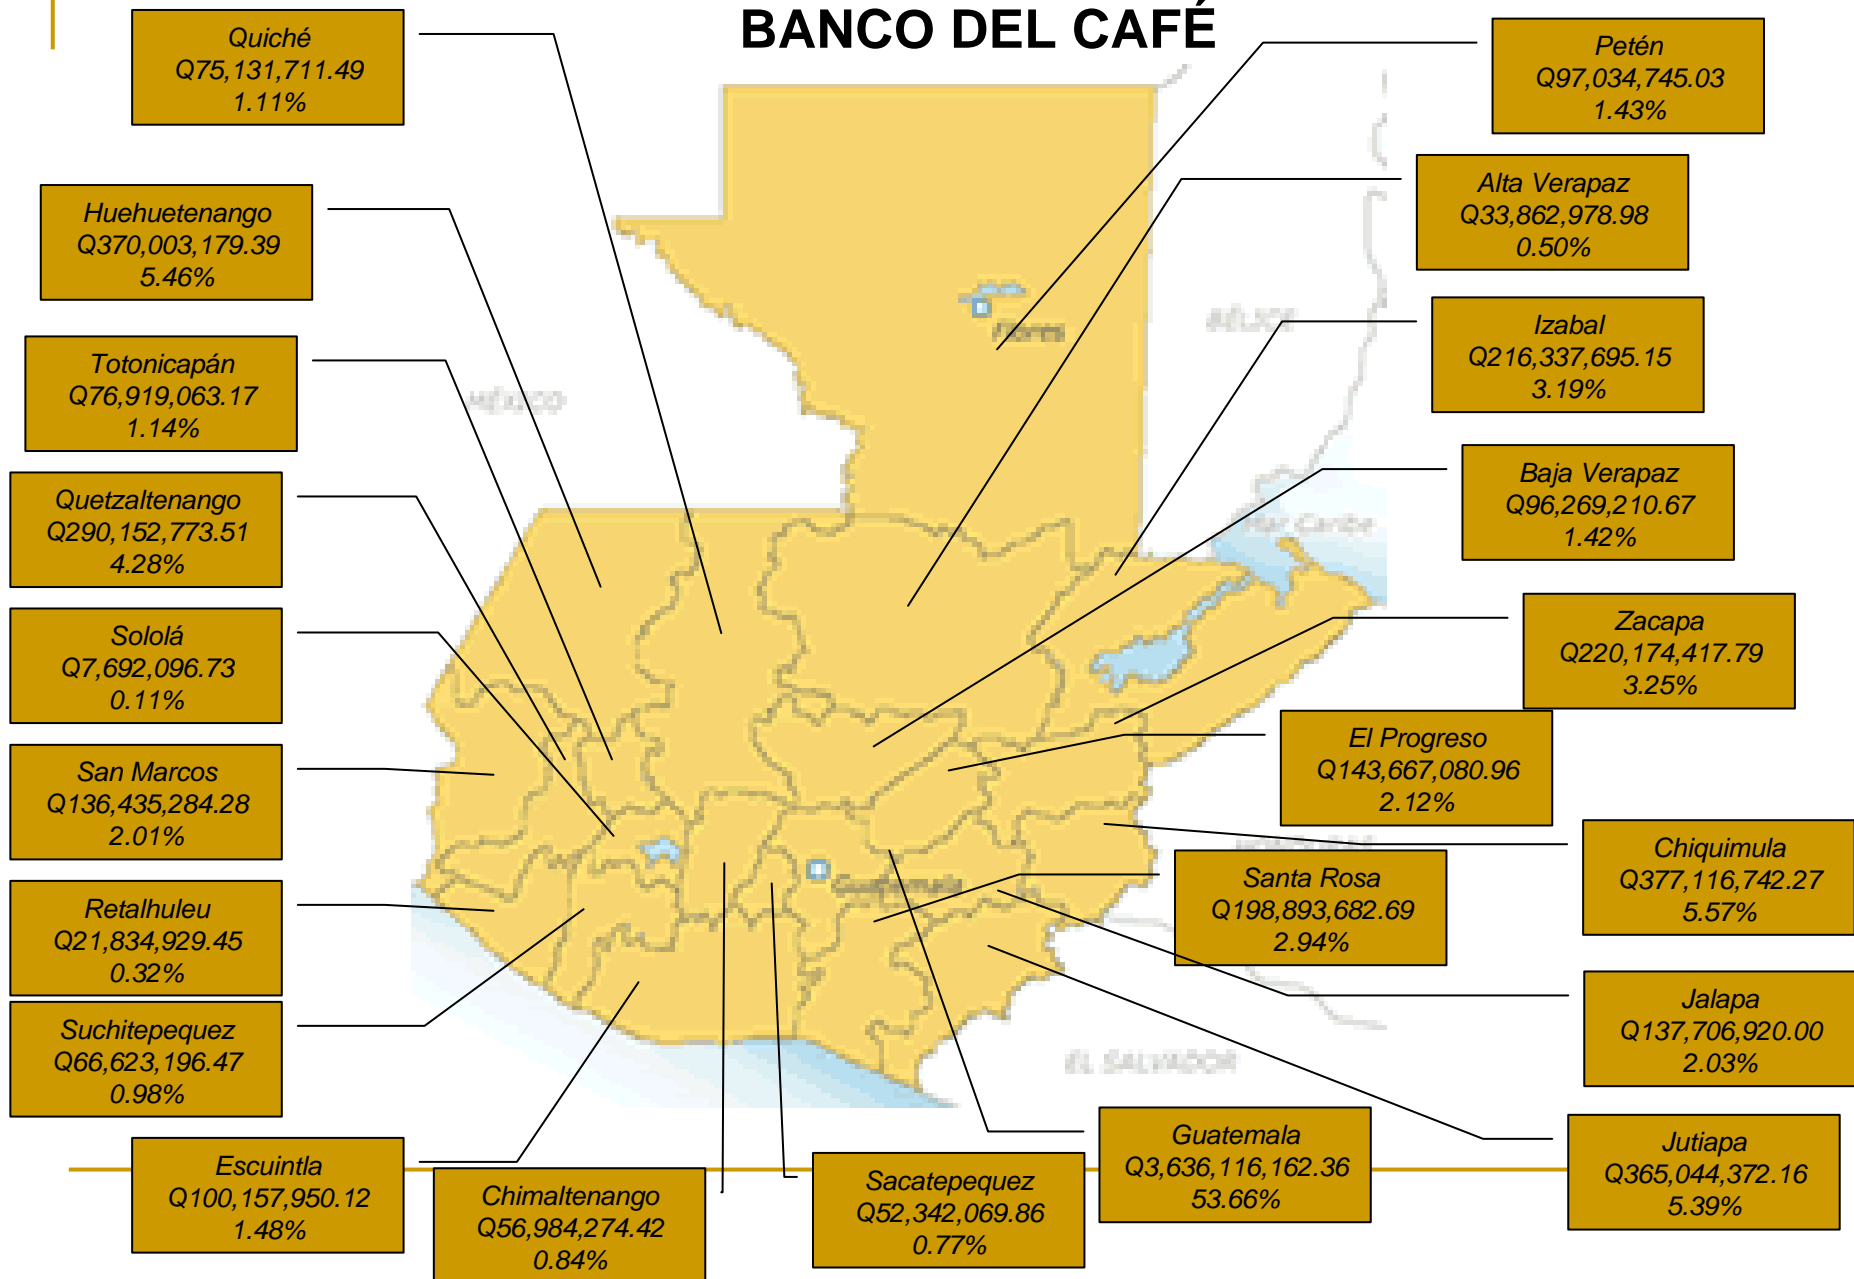 BANCO DEL CAFÉ
Quiché
Q75,131,711.49
1.11%
Petén
Q97,034,745.03
1.43%
Huehuetenango
Q370,003,179.39
5.46%
Alta Verapaz
Q33,862,978.98
0.50%
Totonicapán
Q76,919,063.17
1.14%
Izabal
Q216,337,695.15
3.19%
Quetzaltenango
Q290,152,773.51
4.28%
Baja Verapaz
Q96,269,210.67
1.42%
Sololá
Q7,692,096.73
0.11%
Zacapa
Q220,174,417.79
3.25%
San Marcos
Q136,435,284.28
2.01%
El Progreso
Q143,667,080.96
2.12%
Retalhuleu
Q21,834,929.45
0.32%
Santa Rosa
Q198,893,682.69
2.94%
Chiquimula
Q377,116,742.27
5.57%
Suchitepequez
Q66,623,196.47
0.98%
Jalapa
Q137,706,920.00
2.03%
Escuintla
Q100,157,950.12
1.48%
Chimaltenango
Q56,984,274.42
0.84%
Sacatepequez
Q52,342,069.86
0.77%
Guatemala
Q3,636,116,162.36
53.66%
Jutiapa
Q365,044,372.16
5.39%
Flores
BÉLICE
MÉXICO
Mar Caribe
Guatemala
EL SALVADOR